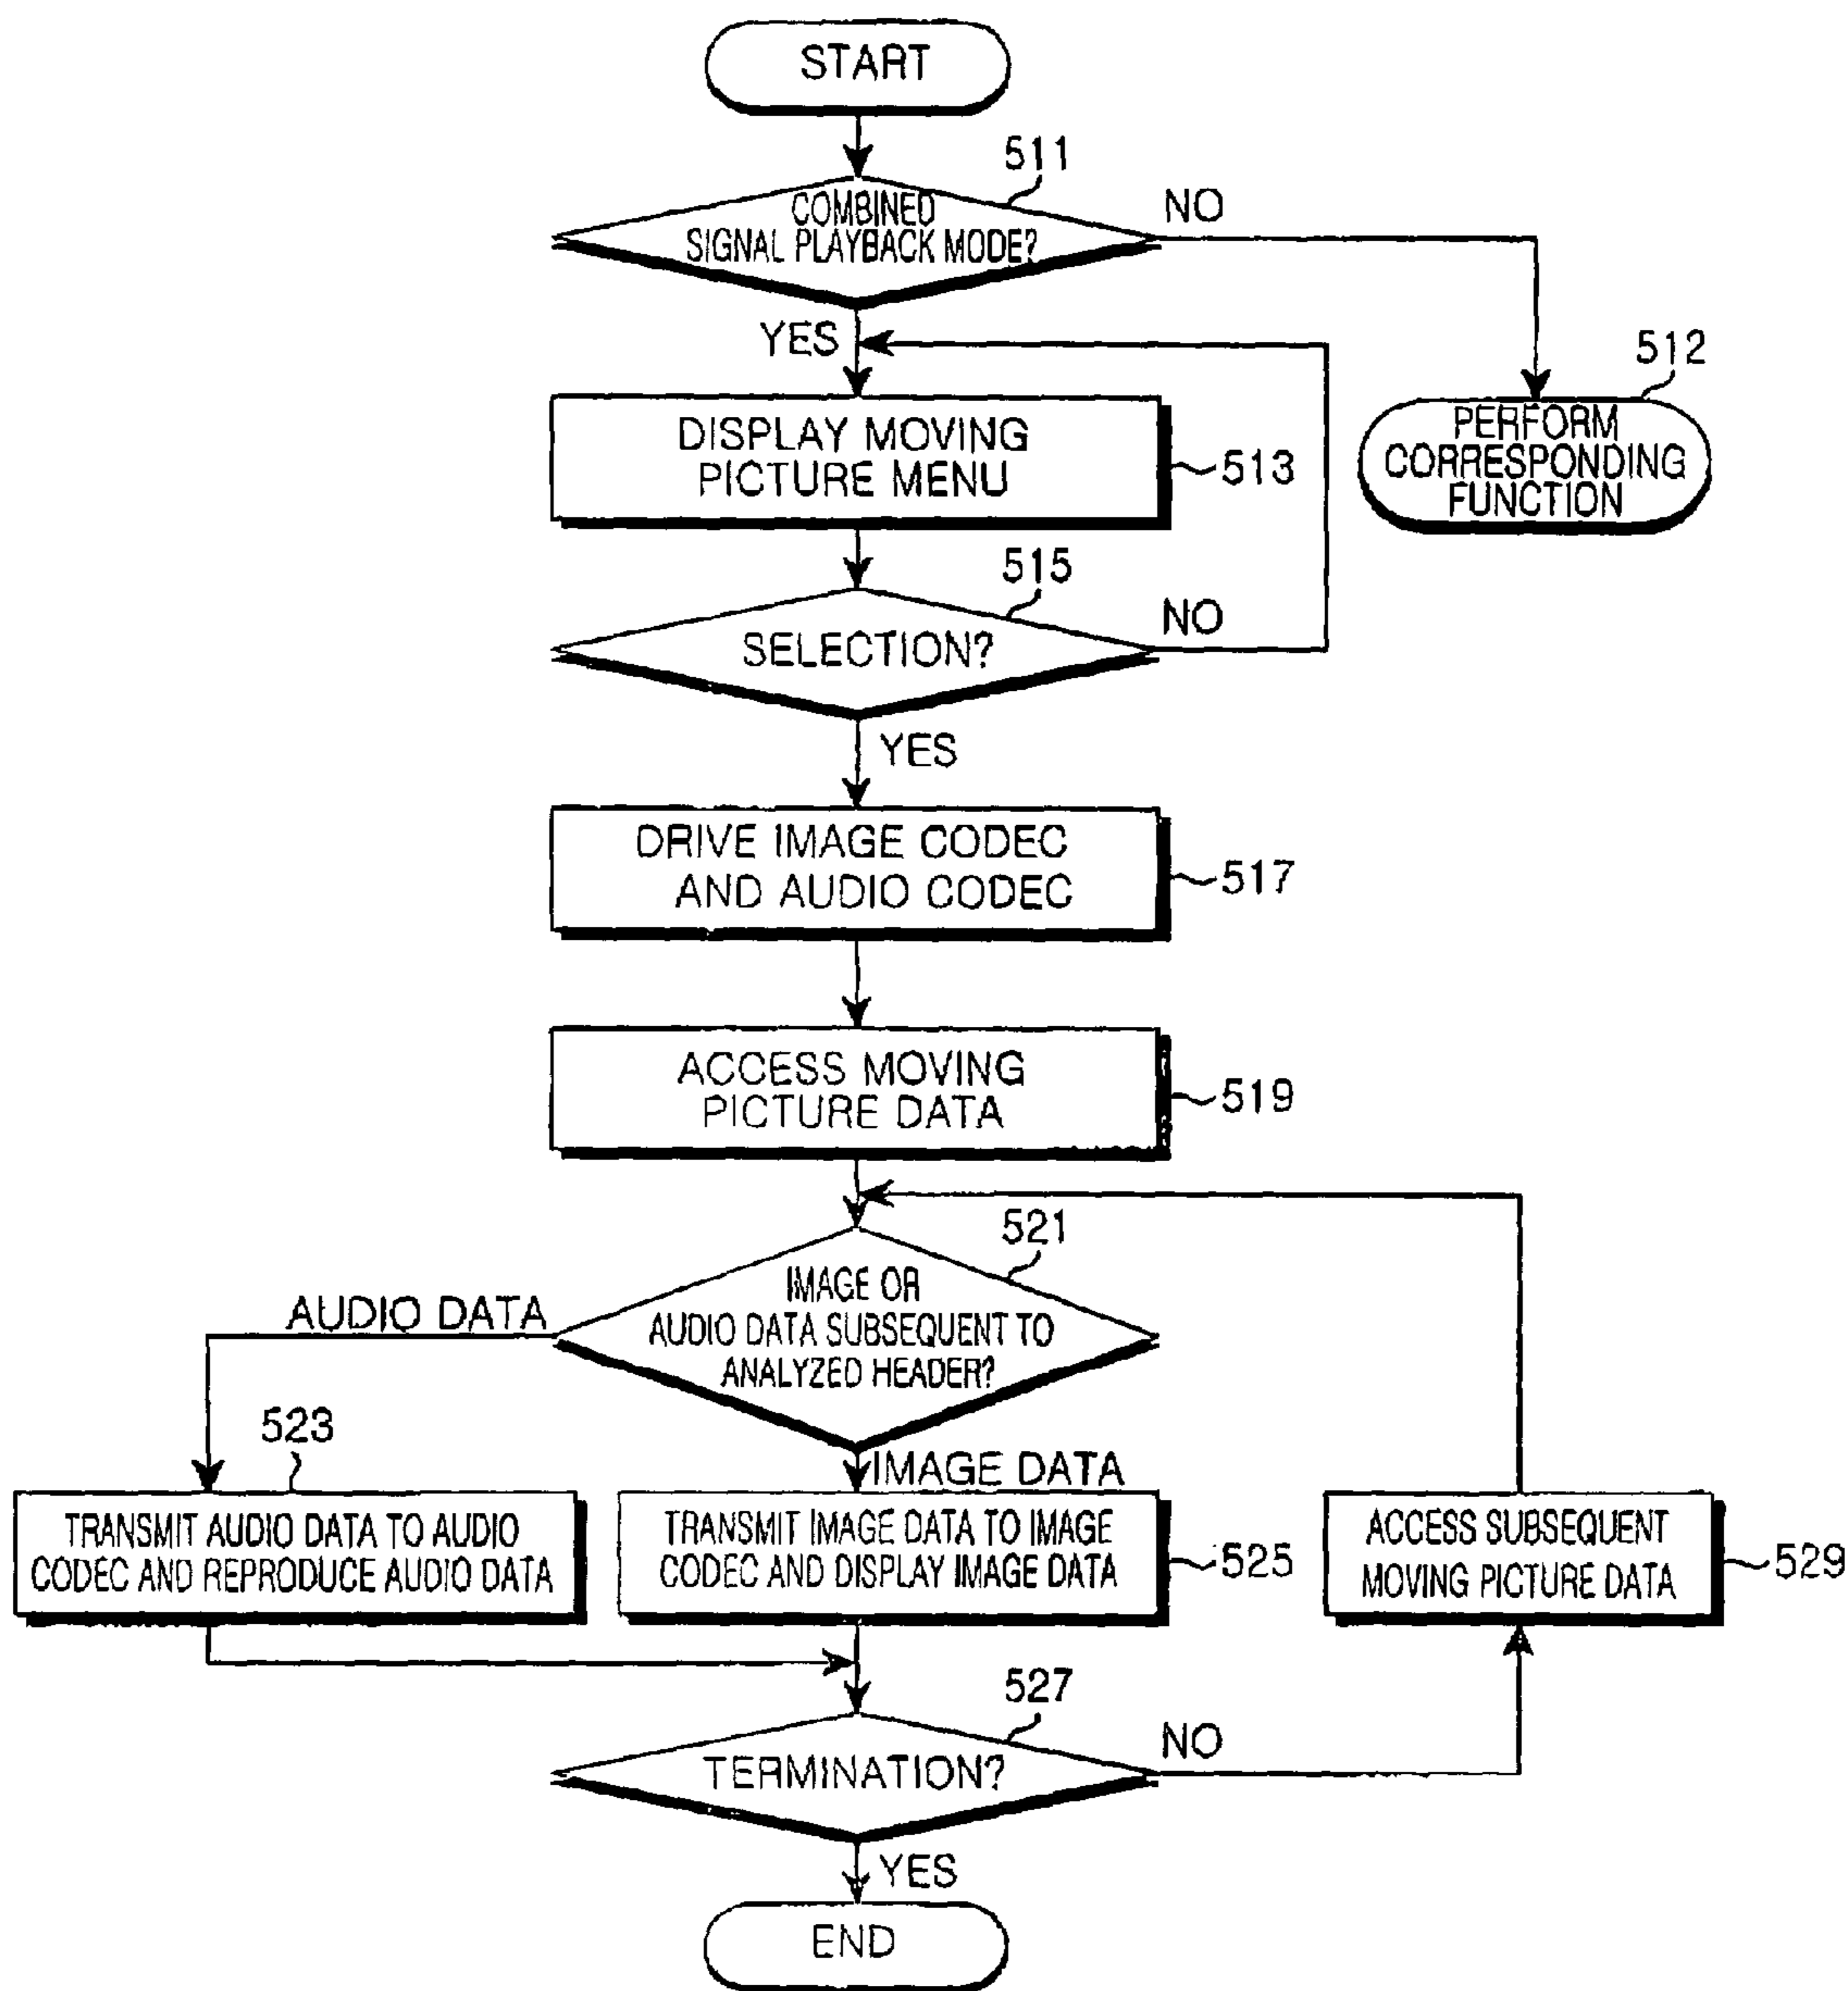 START
511
COMBINED
SIGNAL PLAYBACK MODE?
NO
YES
512
PERFORM
CORRESPONDING
FUNCTION
DISPLAY MOVING
PICTURE MENU
513
515
SELECTION?
NO
YES
DRIVE IMAGE CODEC
AND AUDIO CODEC
517
ACCESS MOVING
PICTURE DATA
519
521
IMAGE OR
AUDIO DATA SUBSEQUENT TO
ANALYZED HEADER?
AUDIO DATA
IMAGE DATA
523
TRANSMIT AUDIO DATA TO AUDIO
CODEC AND REPRODUCE AUDIO DATA
TRANSMIT IMAGE DATA TO IMAGE
CODEC AND DISPLAY IMAGE DATA
525
ACCESS SUBSEQUENT
MOVING PICTURE DATA
529
527
TERMINATION?
NO
YES
END